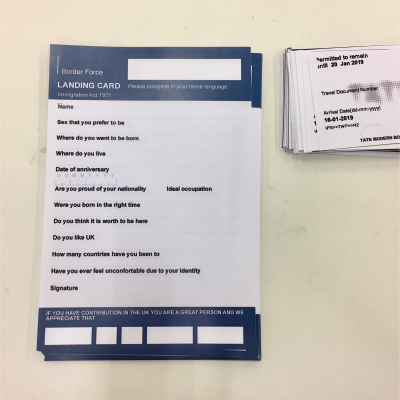 Border Force
LANDING CARD
Please complete in your home language
Immigration Act 1971
Name
Sex that you prefer to be
Where do you want to be born
Where do you live
Date of anniversary
D D M M Y Y Y Y
Are you proud of your nationality Ideal occupation
Were you born in the right time
Do you think it is worth to be here
Do you like UK
How many countries have you been to
Have you ever feel unconfortable due to your identity
Signature
IF YOU HAVE CONTRIBUTION IN THE UK YOU ARE A GREAT PERSON AND WE
APPRECIATE THAT
Permitted to remain
until 20 Jan 2019
Travel Document Number
Arrival Date(dd-mm-yyyy)
16-01-2019
TATE MODERN